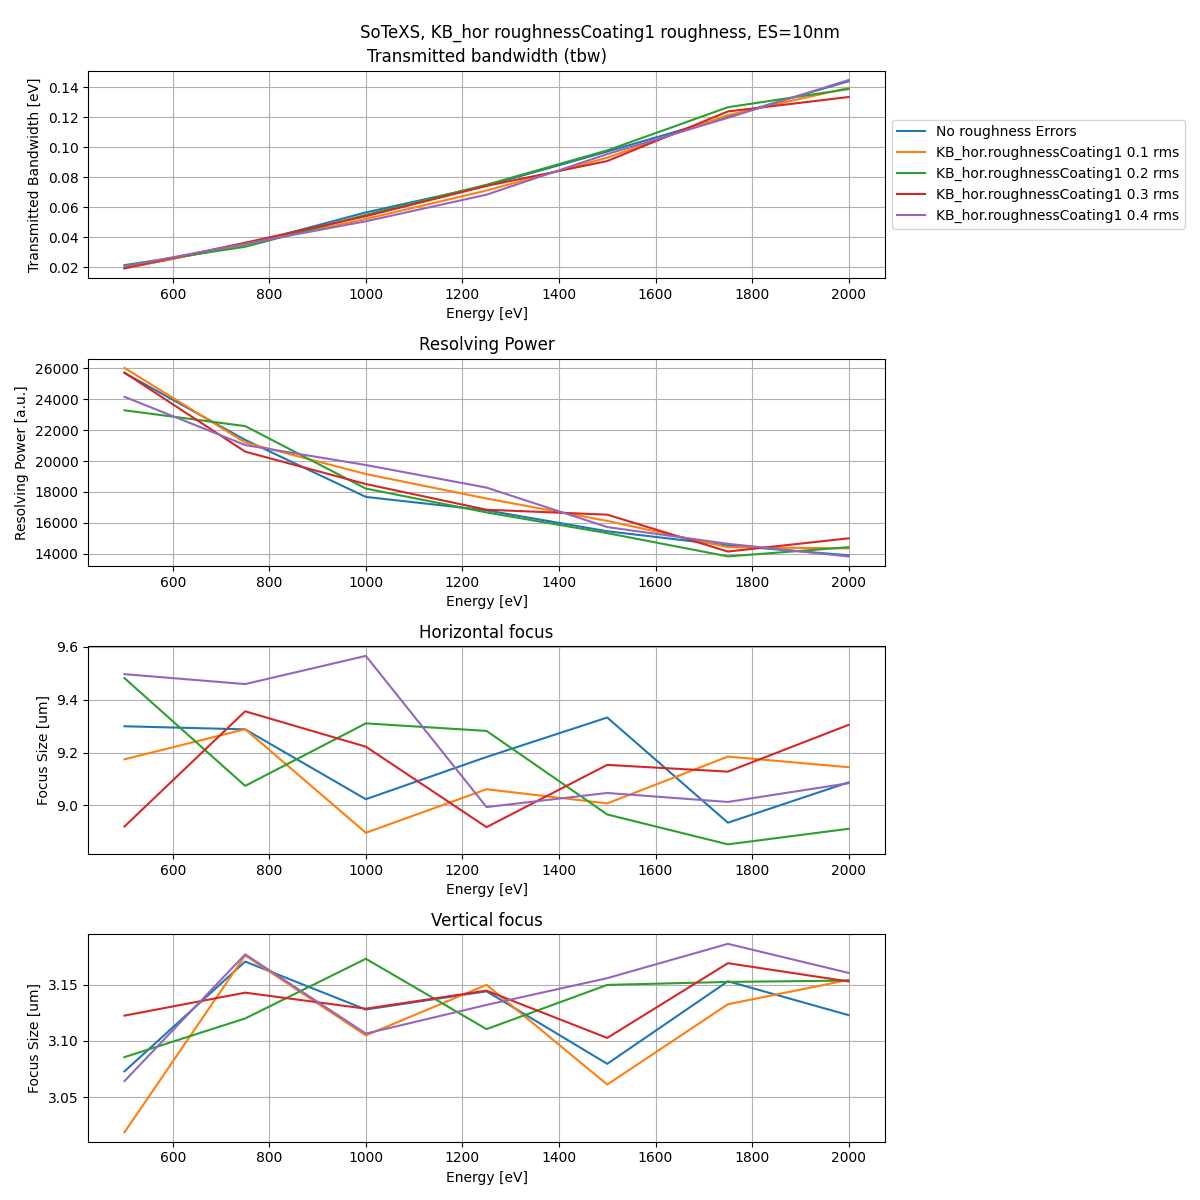 SoTeXS, KB_hor roughnessCoating1 roughness, ES=10nm
Transmitted bandwidth (tbw)
Transmitted Bandwidth [eV]
0.14
0.12
0.10
0.08
0.06
0.04
0.02
600 800 1000 1200 1400 1600 1800 2000
Energy [eV]
No roughness Errors
KB_hor.roughnessCoating1 0.1 rms
KB_hor.roughnessCoating1 0.2 rms
KB_hor.roughnessCoating1 0.3 rms
KB_hor.roughnessCoating1 0.4 rms
Resolving Power
Resolving Power [a.u.]
26000
24000
22000
20000
18000
16000
14000
600 800 1000 1200 1400 1600 1800 2000
Energy [eV]
Horizontal focus
Focus Size [um]
9.6
9.4
9.2
9.0
600 800 1000 1200 1400 1600 1800 2000
Energy [eV]
Vertical focus
Focus Size [um]
3.15
3.10
3.05
600 800 1000 1200 1400 1600 1800 2000
Energy [eV]